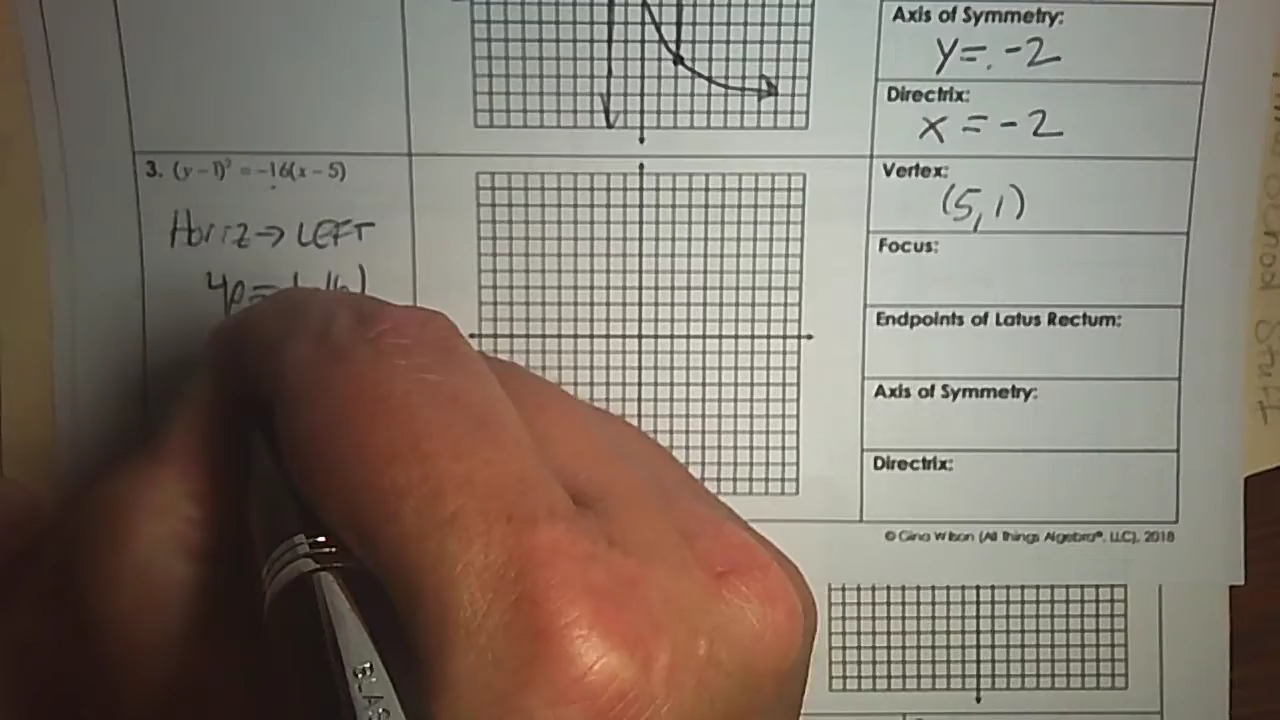 Axis of Symmetry:
y = -2
Directrix:
x = -2
3. (y – 1)² = –16(x – 5)
Horiz → LEFT
4p =
Vertex:
(5, 1)
Focus:
Endpoints of Latus Rectum:
Axis of Symmetry:
Directrix:
© Gina Wilson (All Things Algebra®, LLC), 2018